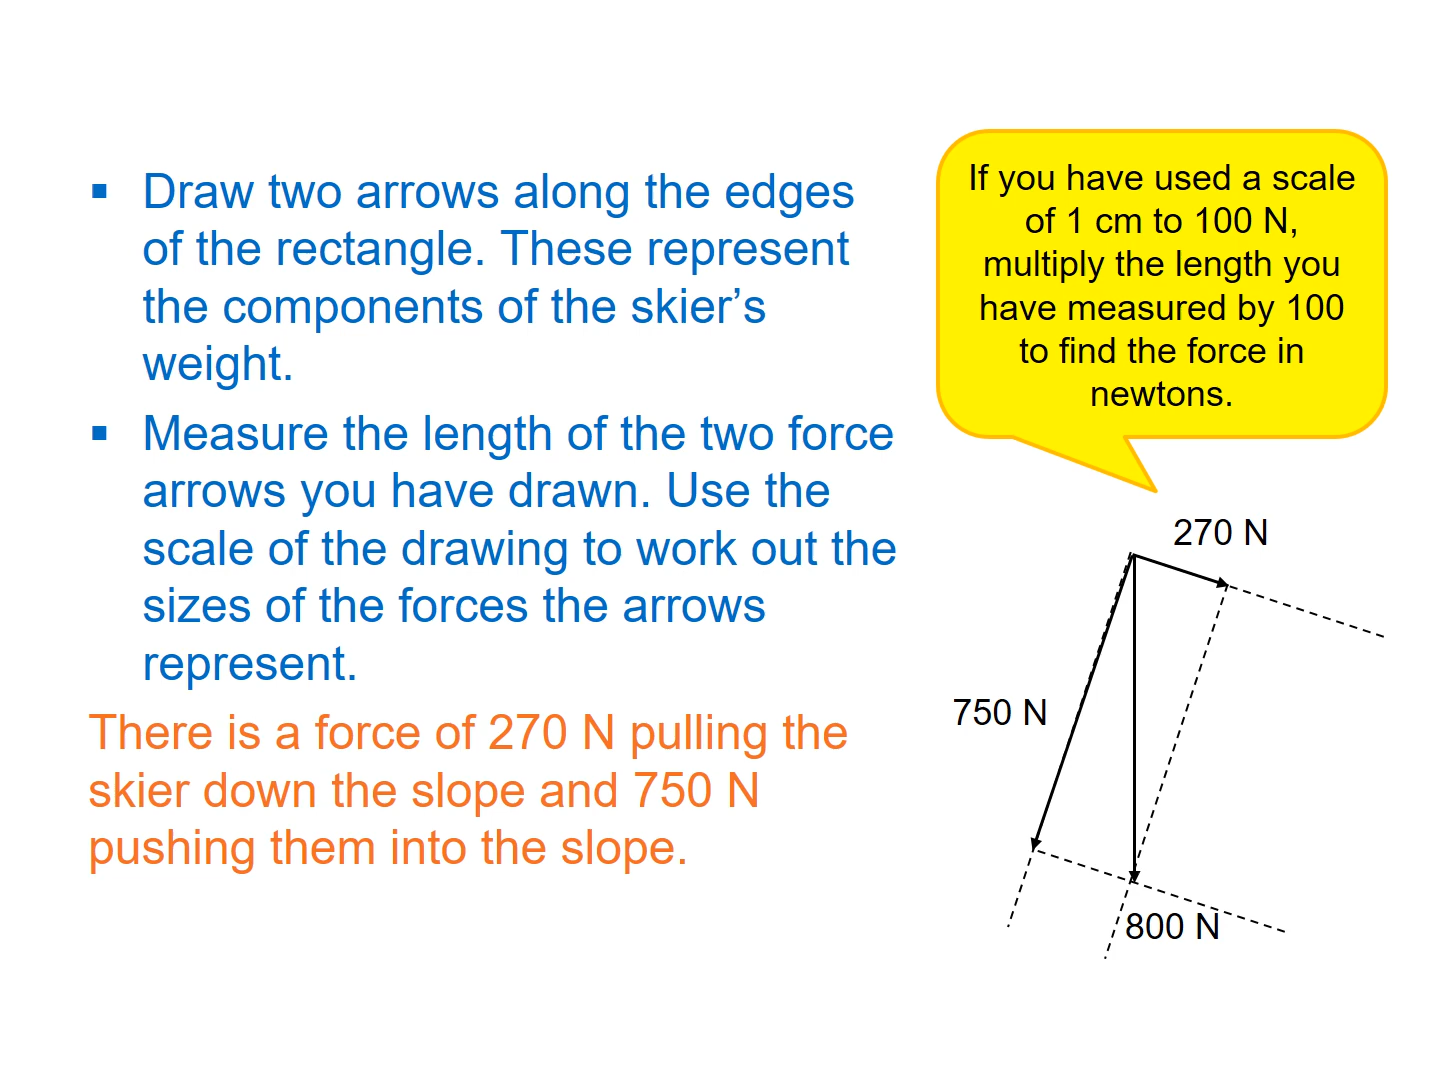 ▪ Draw two arrows along the edges
of the rectangle. These represent
the components of the skier’s
weight.
▪ Measure the length of the two force
arrows you have drawn. Use the
scale of the drawing to work out the
sizes of the forces the arrows
represent.
There is a force of 270 N pulling the
skier down the slope and 750 N
pushing them into the slope.
If you have used a scale
of 1 cm to 100 N,
multiply the length you
have measured by 100
to find the force in
newtons.
270 N
750 N
800 N